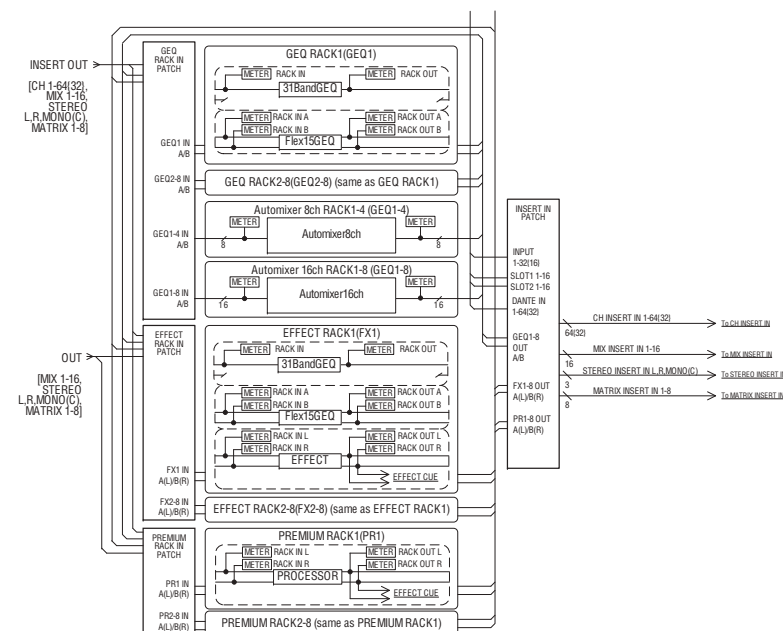 INSERT OUT
[CH 1-64(32),
MIX 1-16,
STEREO
L,R,MONO(C),
MATRIX 1-8]
GEQ
RACK IN
PATCH
GEQ1 IN
A/B
GEQ2-8 IN
A/B
GEQ1-4 IN
A/B
GEQ1-8 IN
A/B
GEQ RACK1(GEQ1)
METER RACK IN
METER RACK OUT
31BandGEQ
METER RACK IN A
METER RACK OUT A
METER RACK IN B
METER RACK OUT B
Flex15GEQ
GEQ RACK2-8(GEQ2-8) (same as GEQ RACK1)
Automixer 8ch RACK1-4 (GEQ1-4)
METER
METER
Automixer8ch
8
8
Automixer 16ch RACK1-8 (GEQ1-8)
METER
METER
Automixer16ch
16
16
OUT
[MIX 1-16,
STEREO
L,R,MONO(C),
MATRIX 1-8]
EFFECT
RACK IN
PATCH
FX1 IN
A(L)/B(R)
FX2-8 IN
A(L)/B(R)
EFFECT RACK1(FX1)
METER RACK IN
METER RACK OUT
31BandGEQ
METER RACK IN A
METER RACK OUT A
METER RACK IN B
METER RACK OUT B
Flex15GEQ
METER RACK IN L
METER RACK OUT L
METER RACK IN R
METER RACK OUT R
EFFECT
EFFECT CUE
EFFECT RACK2-8(FX2-8) (same as EFFECT RACK1)
PREMIUM
RACK IN
PATCH
PR1 IN
A(L)/B(R)
PR2-8 IN
A(L)/B(R)
PREMIUM RACK1(PR1)
METER RACK IN L
METER RACK OUT L
METER RACK IN R
METER RACK OUT R
PROCESSOR
EFFECT CUE
PREMIUM RACK2-8 (same as PREMIUM RACK1)
INSERT IN
PATCH
INPUT
1-32(16)
SLOT1 1-16
SLOT2 1-16
DANTE IN
1-64(32)
GEQ1-8
OUT
A/B
FX1-8 OUT
A(L)/B(R)
PR1-8 OUT
A(L)/B(R)
CH INSERT IN 1-64(32)
64(32)
To CH INSERT IN
MIX INSERT IN 1-16
16
To MIX INSERT IN
STEREO INSERT IN L,R,MONO(C)
3
To STEREO INSERT IN
MATRIX INSERT IN 1-8
8
To MATRIX INSERT IN